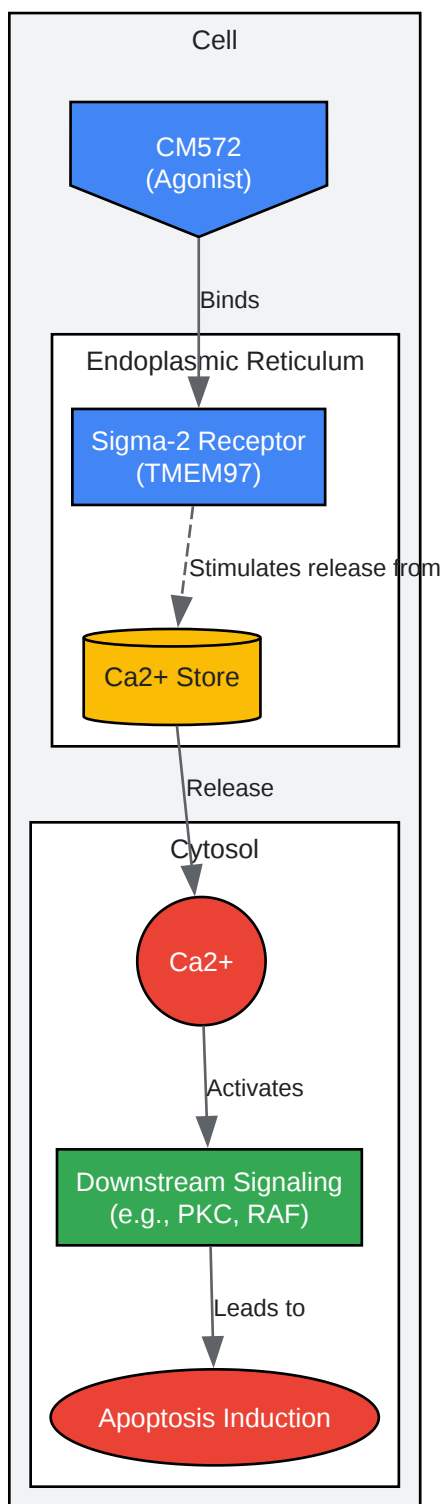 Cell
CM572
(Agonist)
Binds
Endoplasmic Reticulum
Sigma-2 Receptor
(TMEM97)
Stimulates release from
Ca2+ Store
Release
Cytosol
Ca2+
Activates
Downstream Signaling
(e.g., PKC, RAF)
Leads to
Apoptosis Induction